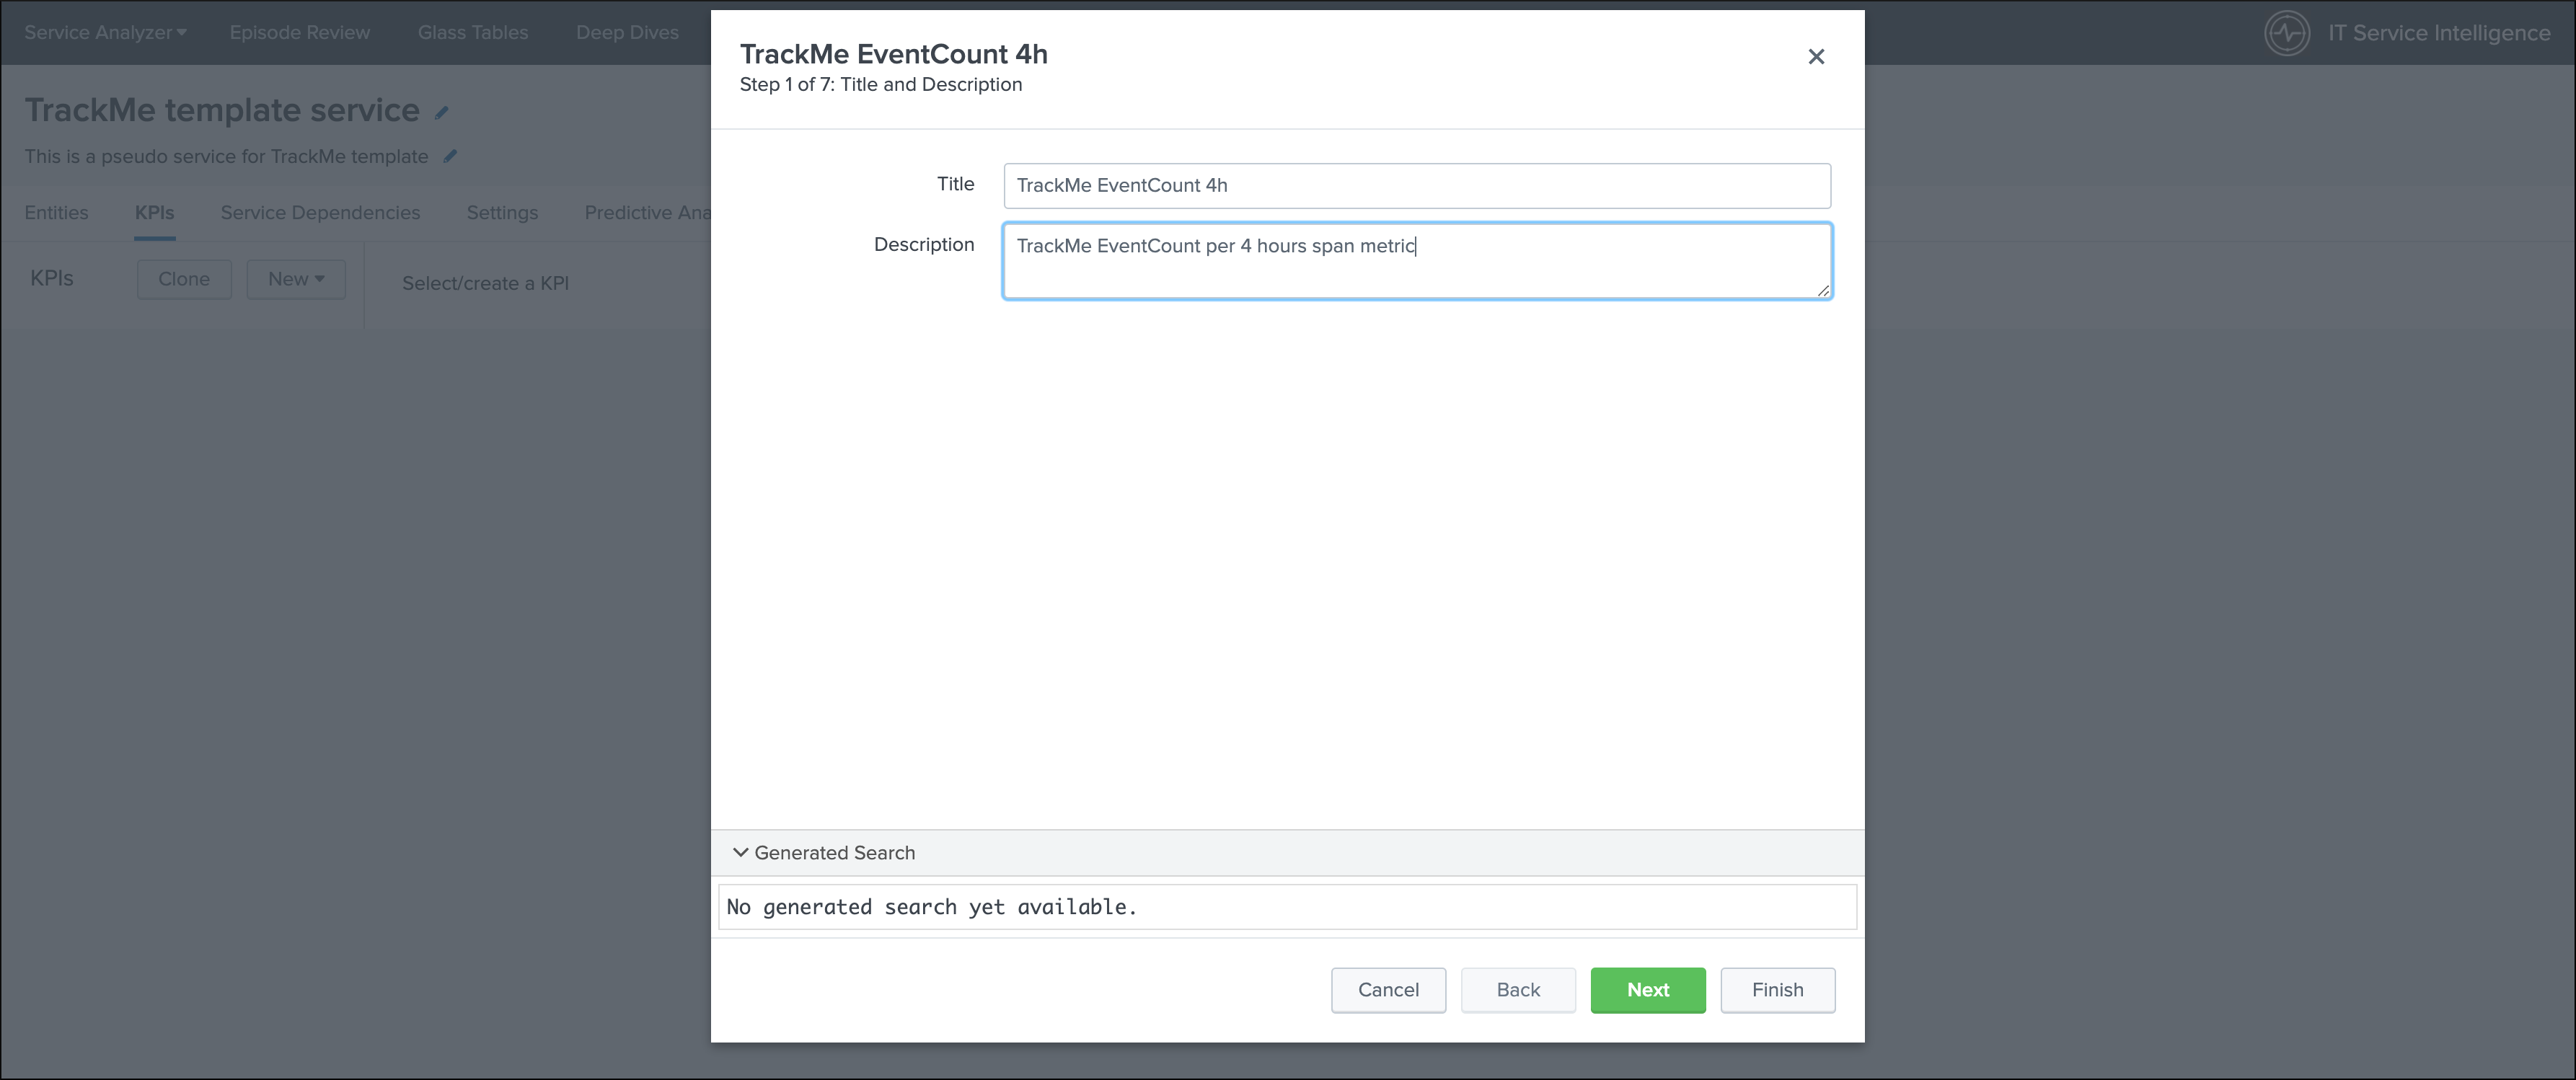 Service Analyzer
Episode Review
Glass Tables
Deep Dives
IT Service Intelligence
TrackMe template service
This is a pseudo service for TrackMe template
Entities
KPIs
Service Dependencies
Settings
Predictive Ana
KPIs
Clone
New
Select/create a KPI
TrackMe EventCount 4h
Step 1 of 7: Title and Description
Title
TrackMe EventCount 4h
Description
TrackMe EventCount per 4 hours span metric
Generated Search
No generated search yet available.
Cancel
Back
Next
Finish